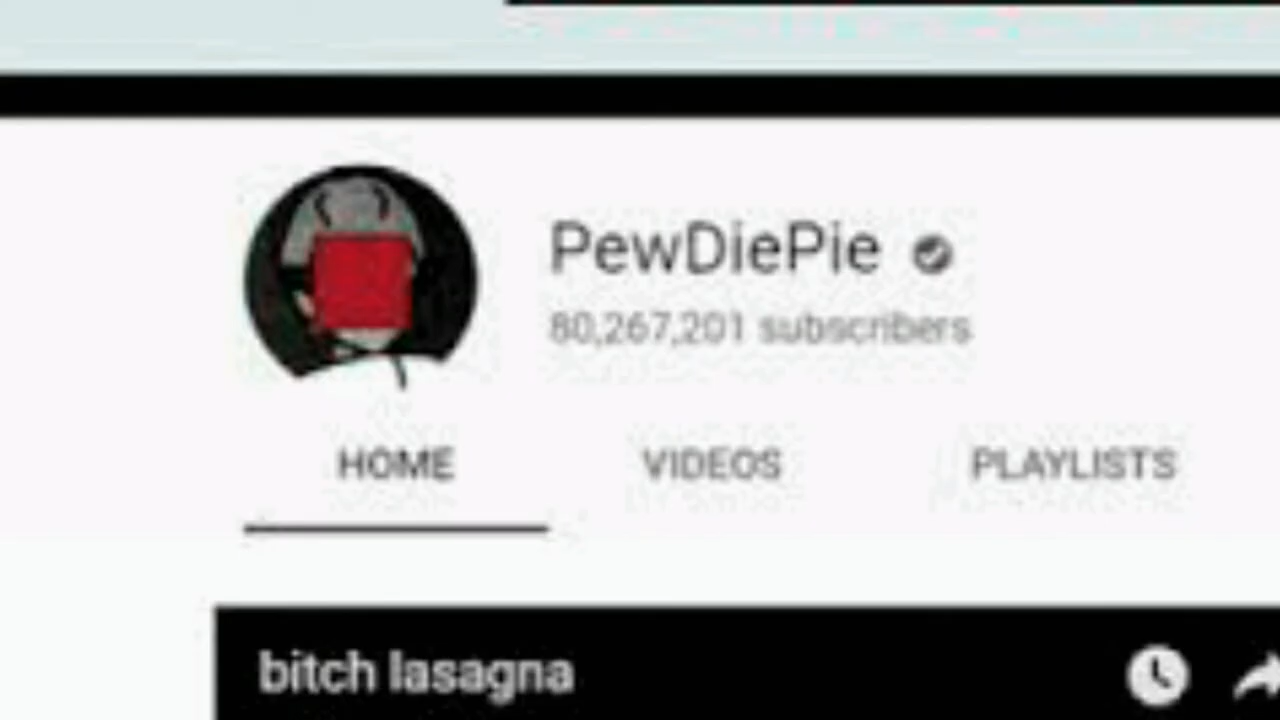 PewDiePie
80,267,201 subscribers
HOME VIDEOS PLAYLISTS
bitch lasagna